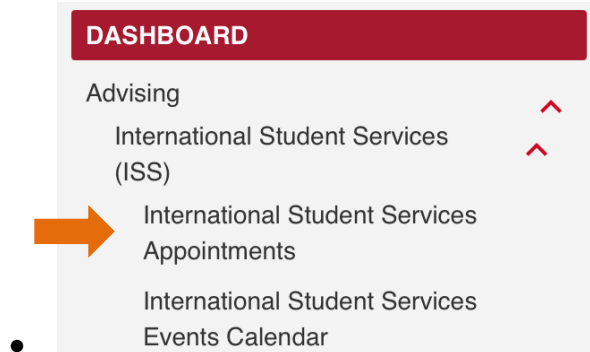 DASHBOARD
Advising
International Student Services
(ISS)
International Student Services
Appointments
International Student Services
Events Calendar